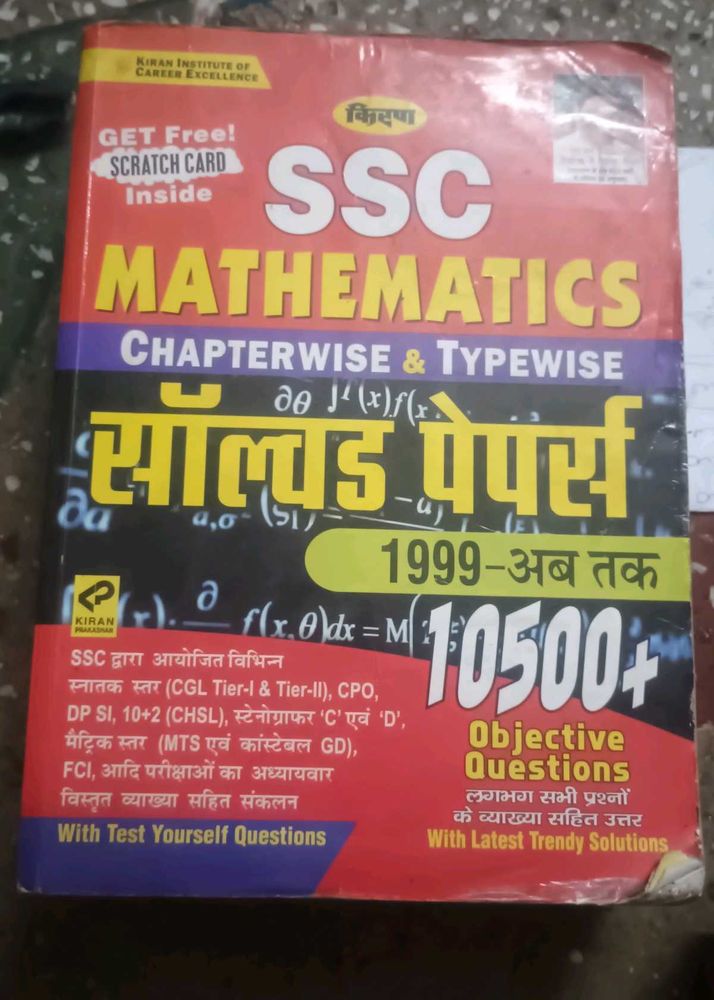 KIRAN INSTITUTE OF
CAREER EXCELLENCE
किरण
GET Free!
SCRATCH CARD
Inside
SSC
MATHEMATICS
CHAPTERWISE & TYPEWISE
सॉल्वड पेपर्स
1999-अब तक
KIRAN
PRAKASHAN
f(x,θ)dx = M
10500+
Objective
Questions
लगभग सभी प्रश्नों
के व्याख्या सहित उत्तर
With Latest Trendy Solutions
SSC द्वारा आयोजित विभिन्न
स्नातक स्तर (CGL Tier-I & Tier-II), CPO,
DP SI, 10+2 (CHSL), स्टेनोग्राफर 'C' एवं 'D',
मैट्रिक स्तर (MTS एवं कांस्टेबल GD),
FCI, आदि परीक्षाओं का अध्यायवार
विस्तृत व्याख्या सहित संकलन
With Test Yourself Questions